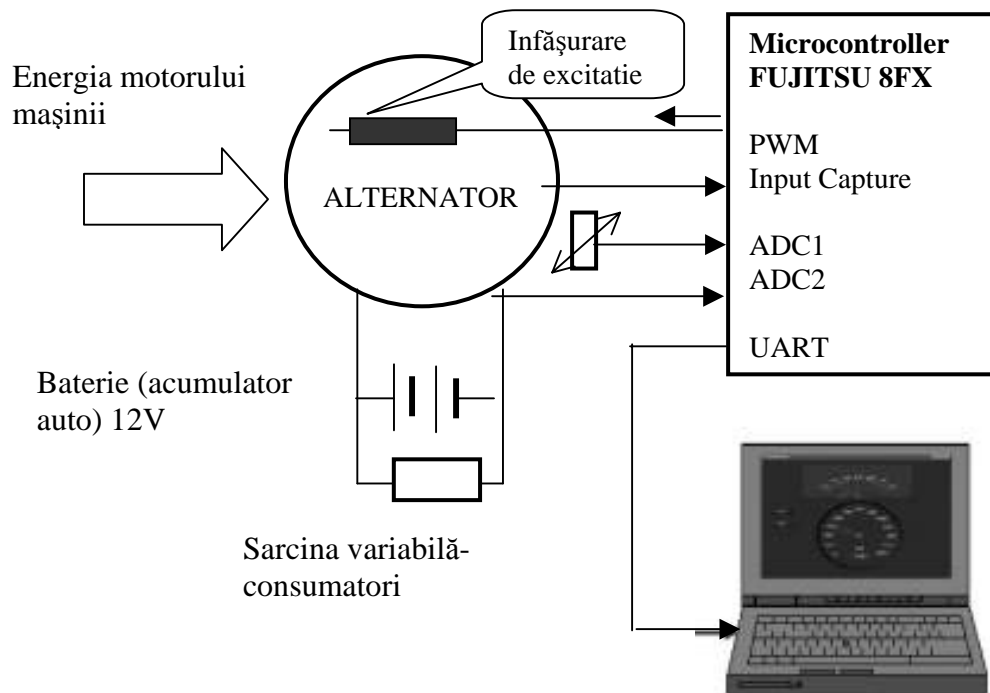 Infăşurare
de excitatie
Microcontroller
FUJITSU 8FX
Energia motorului
mașinii
PWM
Input Capture
ALTERNATOR
ADC1
ADC2
UART
Baterie (acumulator
auto) 12V
Sarcina variabilă-
consumatori